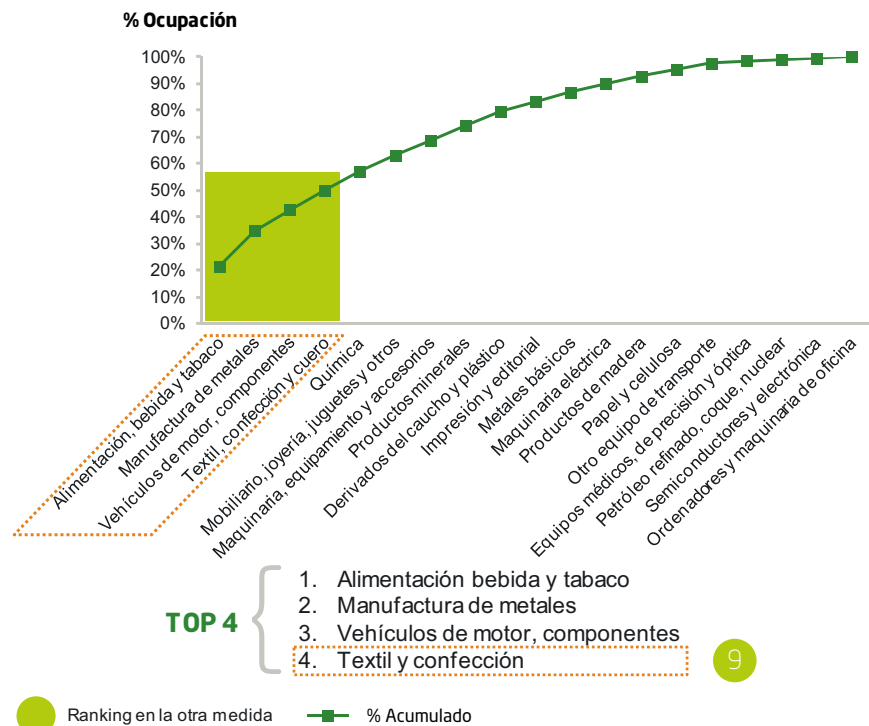 % Ocupación
100%
90%
80%
70%
60%
50%
40%
30%
20%
10%
0%
Alimentación, bebida y tabaco
Manufactura de metales
Vehículos de motor, componentes
Textil, confección y cuero
Química
Mobiliario, joyería, juguetes y otros
Maquinaria, equipamiento y accesorios
Productos minerales
Derivados del caucho y plástico
Impresión y editorial
Metales básicos
Maquinaria eléctrica
Productos de madera
Papel y celulosa
Otro equipo de transporte
Equipos médicos, de precisión y óptica
Petróleo refinado, coque, nuclear
Semiconductores y electrónica
Ordenadores y maquinaria de oficina
TOP 4
1. Alimentación bebida y tabaco
2. Manufactura de metales
3. Vehículos de motor, componentes
4. Textil y confección
9
Ranking en la otra medida
% Acumulado